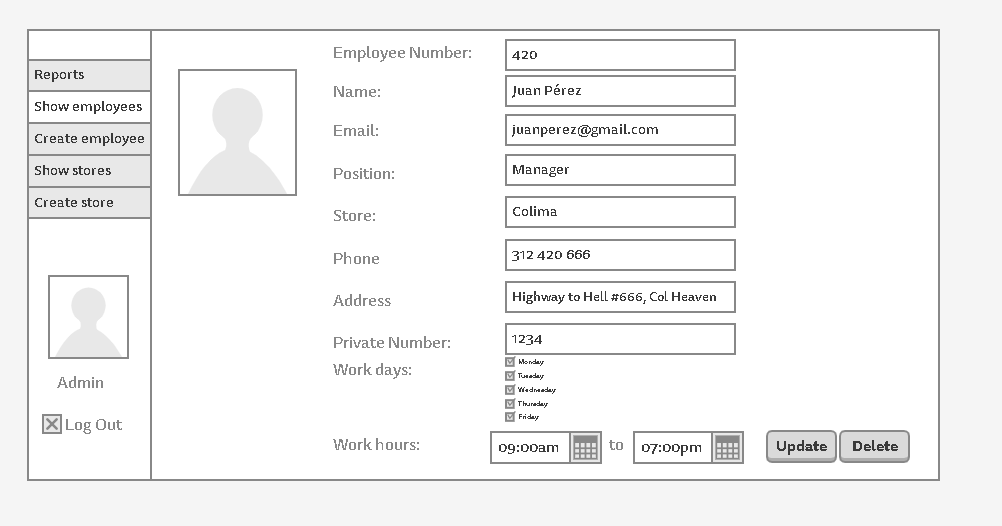 Reports
Show employees
Create employee
Show stores
Create store
Admin
Log Out
Employee Number: 420
Name: Juan Pérez
Email: juanperez@gmail.com
Position: Manager
Store: Colima
Phone 312 420 666
Address Highway to Hell #666, Col Heaven
Private Number: 1234
Work days: Monday
Tuesday
Wednesday
Thursday
Friday
Work hours: 09:00am to 07:00pm Update Delete